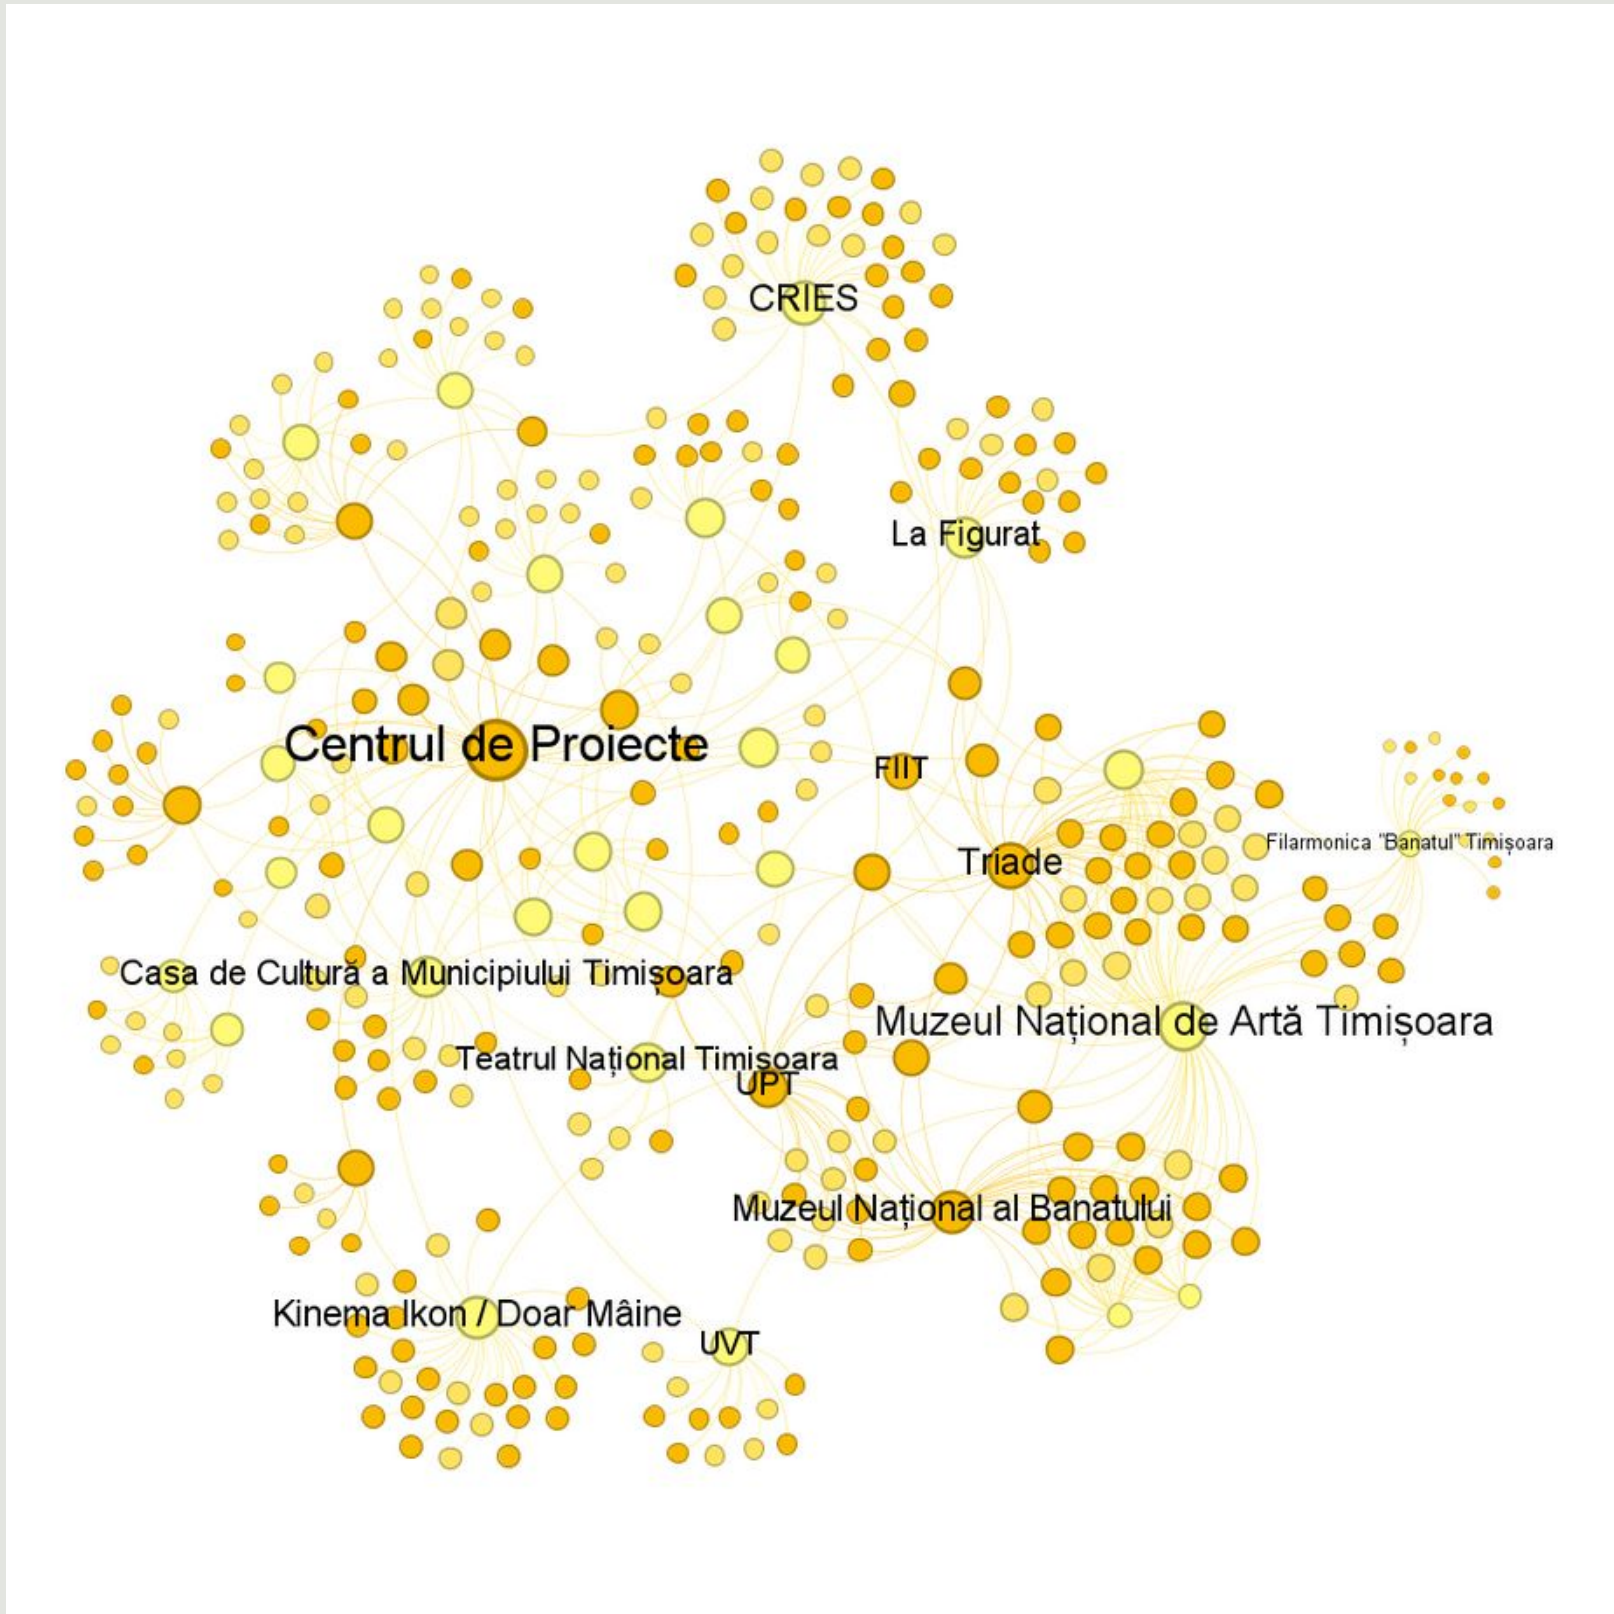 CRIES
La Figurat
Centrul de Proiecte
FIIT
Triade
Filarmonica "Banatul" Timișoara
Casa de Cultură a Municipiului Timișoara
Muzeul Național de Artă Timișoara
Teatrul Național Timișoara
UPT
Muzeul Național al Banatului
Kinema Ikon / Doar Mâine
UVT